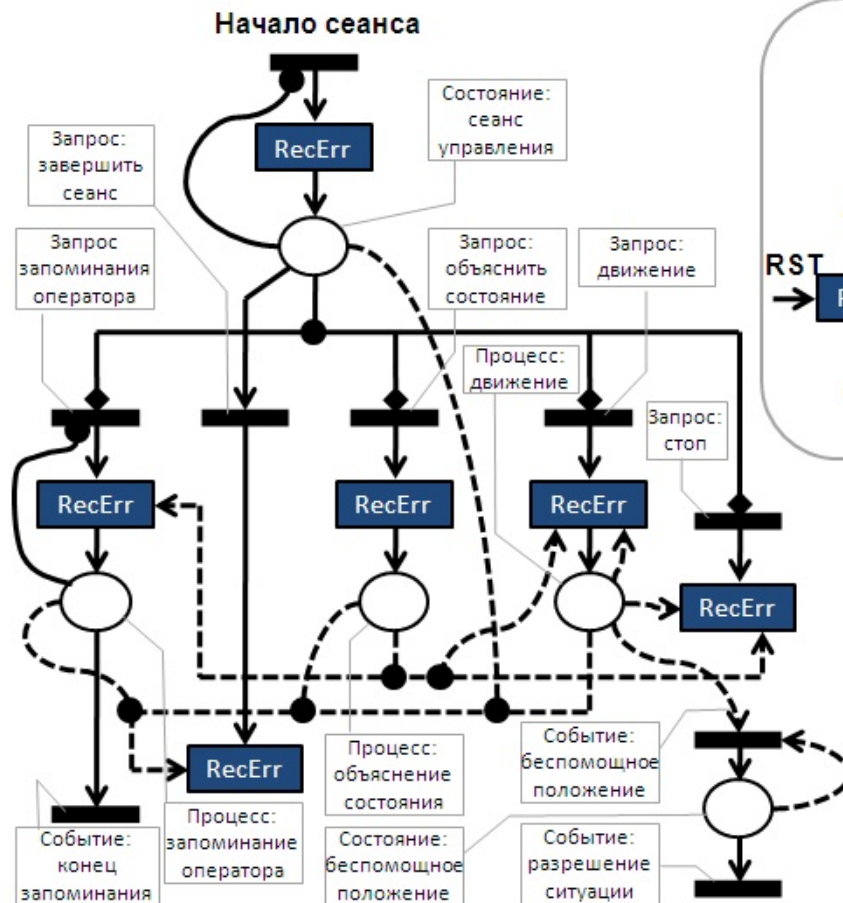 Начало сеанса
Состояние:
сеанс
управления
RecErr
Запрос:
завершить
сеанс
Запрос
запоминания
оператора
Запрос:
объяснить
состояние
Запрос:
движение
RST
Процесс:
движение
Запрос:
стоп
RecErr
RecErr
RecErr
RecErr
RecErr
Событие:
конец
запоминания
Процесс:
запоминание
оператора
Процесс:
объяснение
состояния
Состояние:
беспомощное
положение
Событие:
беспомощное
положение
Событие:
разрешение
ситуации